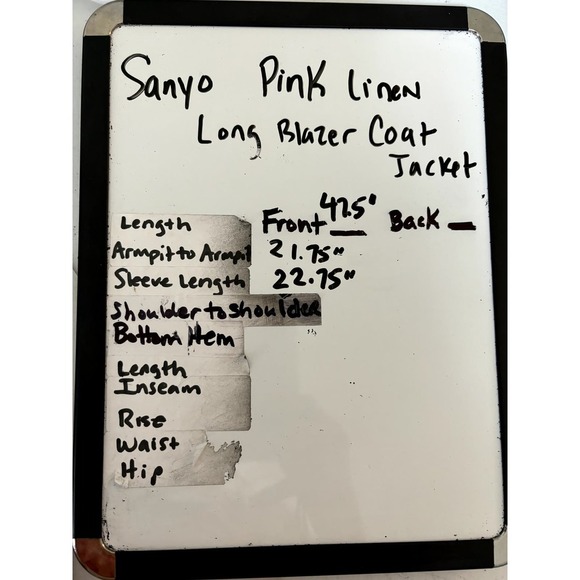 Sanyo Pink Linen
Long Blazer Coat
Jacket
Length Front 47.5" Back
Armpit to Armpit 21.75"
Sleeve Length 22.75"
Shoulder to shoulder
Bottom Hem
Length
Inseam
Rise
Waist
Hip